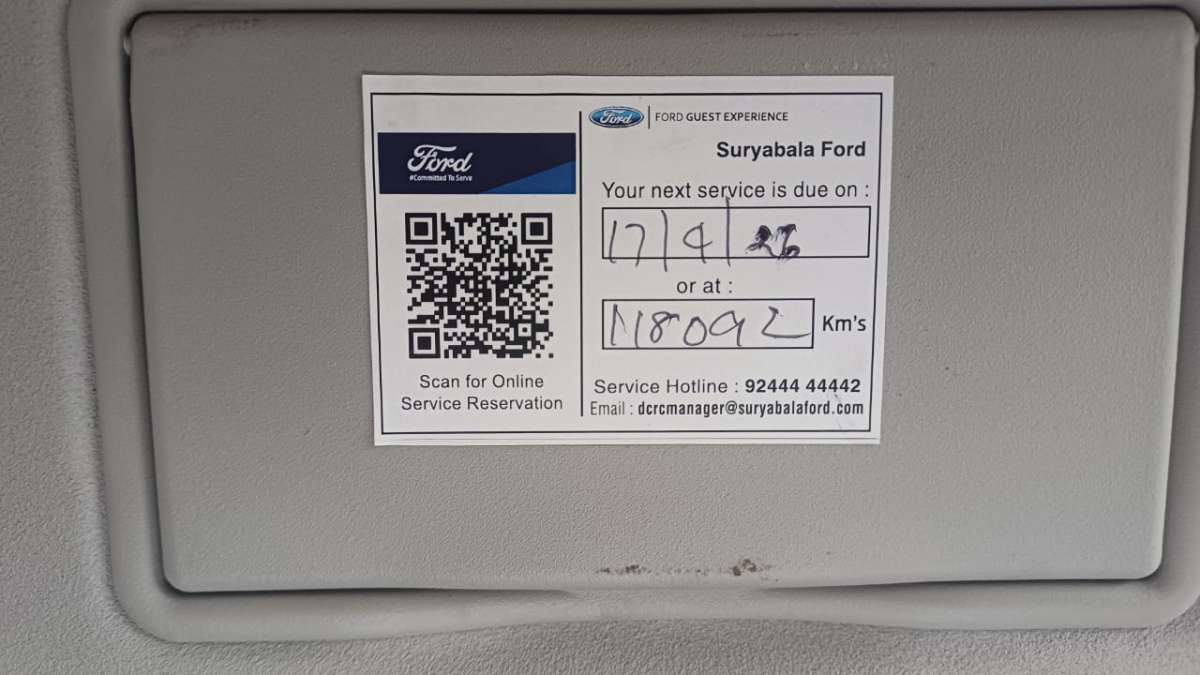 Ford
#Committed To Serve
Scan for Online
Service Reservation
Ford | FORD GUEST EXPERIENCE
Suryabala Ford
Your next service is due on :
17/4/26
or at :
118092 Km's
Service Hotline : 92444 44442
Email : dcrcmanager@suryabalaford.com